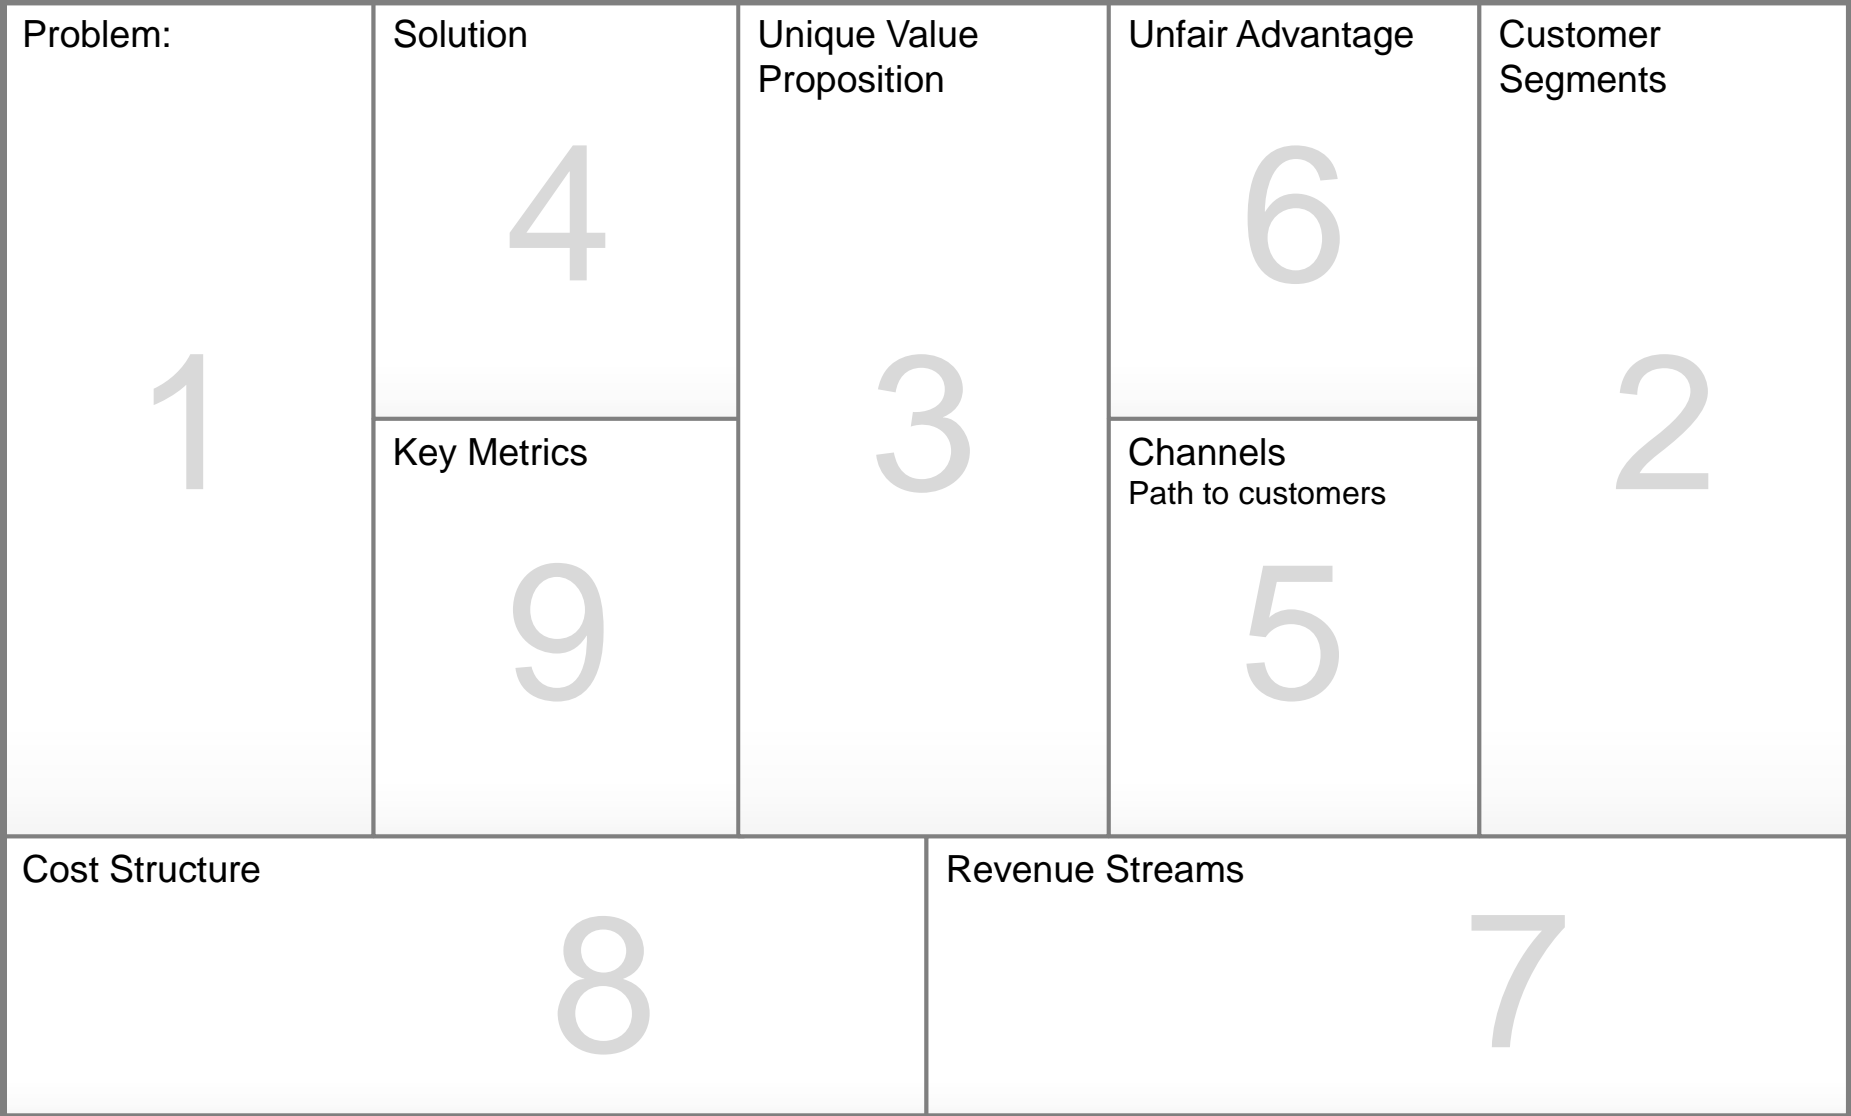 Problem:
1
Solution
4
Key Metrics
9
Unique Value
Proposition
3
Unfair Advantage
6
Channels
Path to customers
5
Customer
Segments
2
Cost Structure
8
Revenue Streams
7